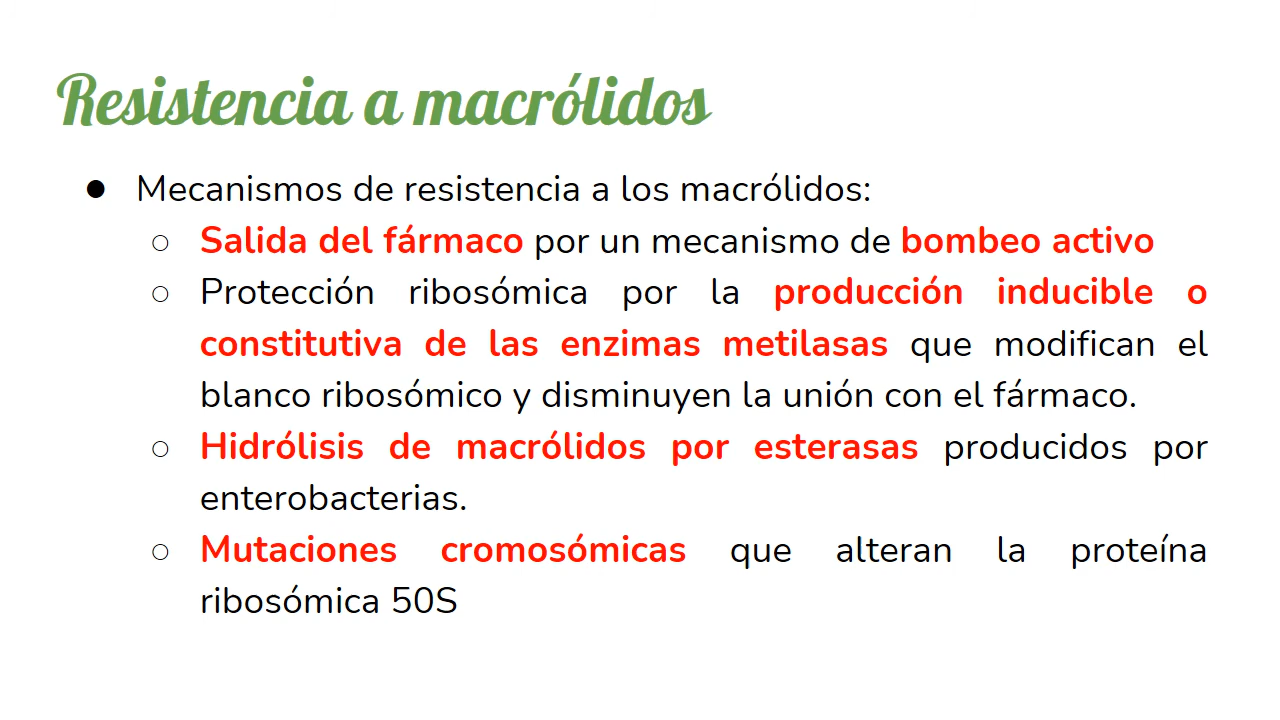 Resistencia a macrólidos
● Mecanismos de resistencia a los macrólidos:
○ Salida del fármaco por un mecanismo de bombeo activo
○ Protección ribosómica por la producción inducible o
constitutiva de las enzimas metilasas que modifican el
blanco ribosómico y disminuyen la unión con el fármaco.
○ Hidrólisis de macrólidos por esterasas producidos por
enterobacterias.
○ Mutaciones cromosómicas que alteran la proteína
ribosómica 50S